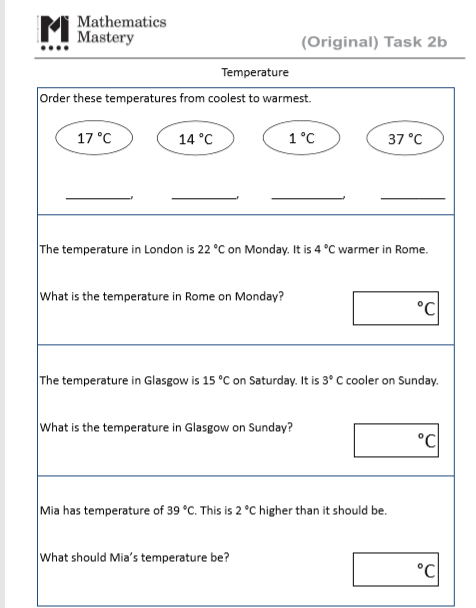 Mathematics
Mastery
(Original) Task 2b
Temperature
Order these temperatures from coolest to warmest.
17 °C 14 °C 1 °C 37 °C
________, ________, ________, ________
The temperature in London is 22 °C on Monday. It is 4 °C warmer in Rome.
What is the temperature in Rome on Monday?
°C
The temperature in Glasgow is 15 °C on Saturday. It is 3° C cooler on Sunday.
What is the temperature in Glasgow on Sunday?
°C
Mia has temperature of 39 °C. This is 2 °C higher than it should be.
What should Mia's temperature be?
°C